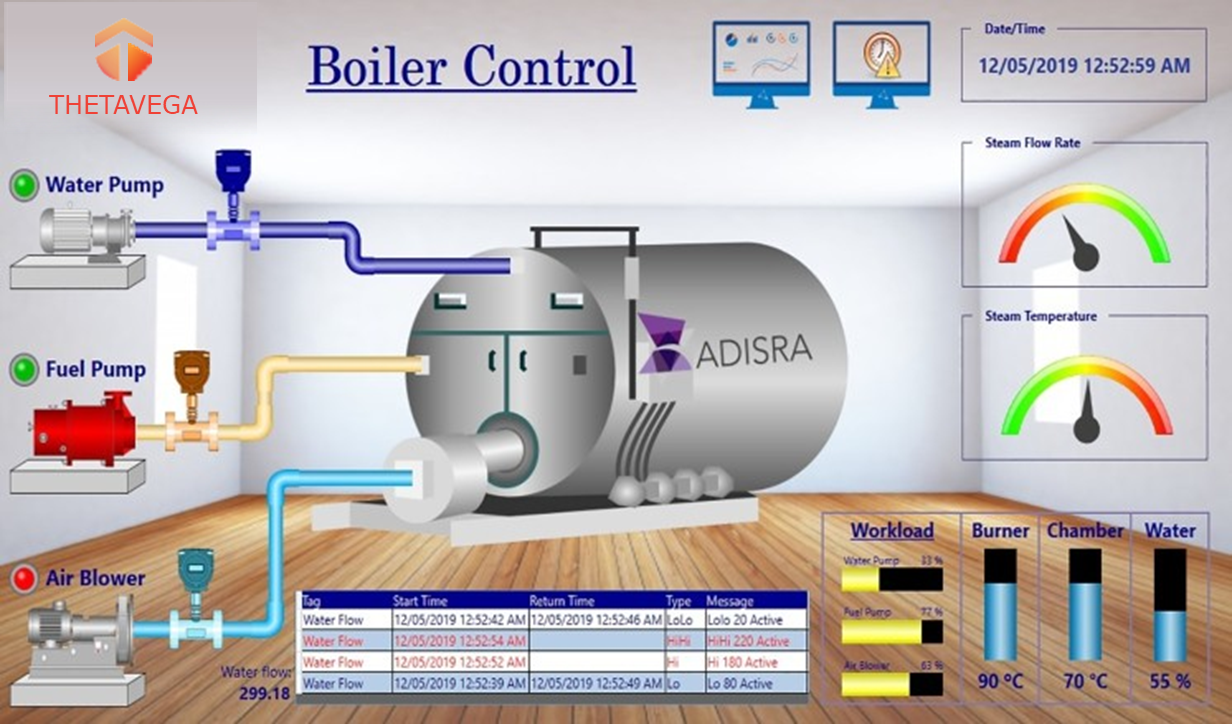 THETAVEGA
Boiler Control
Date/Time
12/05/2019 12:52:59 AM
Steam Flow Rate
Water Pump
Steam Temperature
Fuel Pump
ADISRA
Air Blower
Water flow:
299.18
Tag Start Time Return Time Type Message
Water Flow 12/05/2019 12:52:42 AM 12/05/2019 12:52:46 AM LoLo Lolo 20 Active
Water Flow 12/05/2019 12:52:54 AM HiHi HiHi 220 Active
Water Flow 12/05/2019 12:52:52 AM Hi Hi 180 Active
Water Flow 12/05/2019 12:52:39 AM 12/05/2019 12:52:49 AM Lo Lo 80 Active
Workload
Water Pump 33 %
Fuel Pump 77 %
Air Blower 63 %
Burner Chamber Water
90 °C 70 °C 55 %